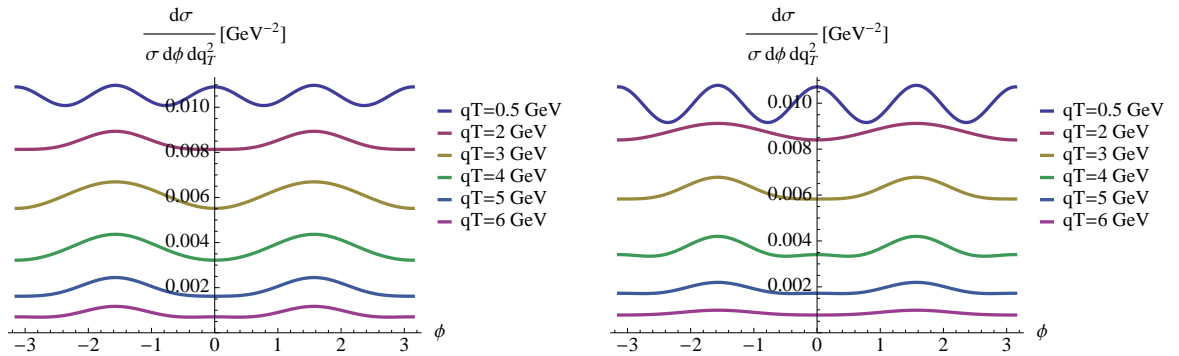 dσ
σ dϕ dq_T^2 [GeV⁻²]
0.010
0.008
0.006
0.004
0.002
−3 −2 −1 0 1 2 3 ϕ
qT=0.5 GeV
qT=2 GeV
qT=3 GeV
qT=4 GeV
qT=5 GeV
qT=6 GeV
dσ
σ dϕ dq_T^2 [GeV⁻²]
0.010
0.008
0.006
0.004
0.002
−3 −2 −1 0 1 2 3 ϕ
qT=0.5 GeV
qT=2 GeV
qT=3 GeV
qT=4 GeV
qT=5 GeV
qT=6 GeV